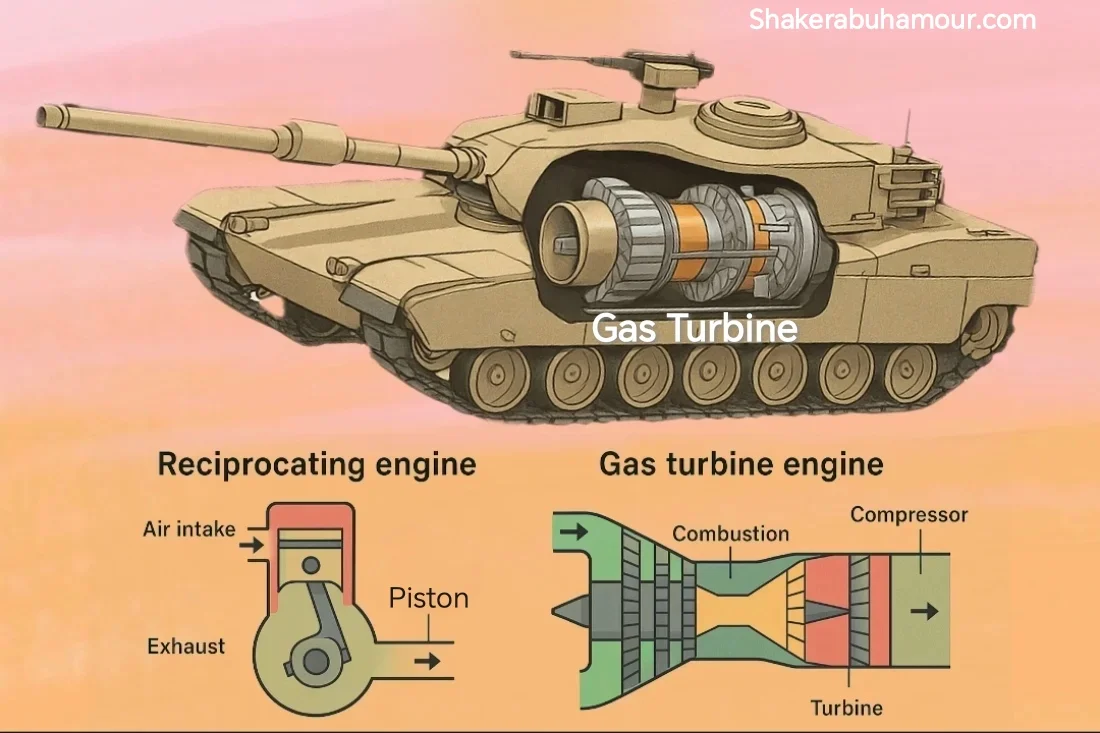 Shakerabuhamour.com
Gas Turbine
Reciprocating engine
Gas turbine engine
Air intake
Piston
Exhaust
Combustion
Compressor
Turbine